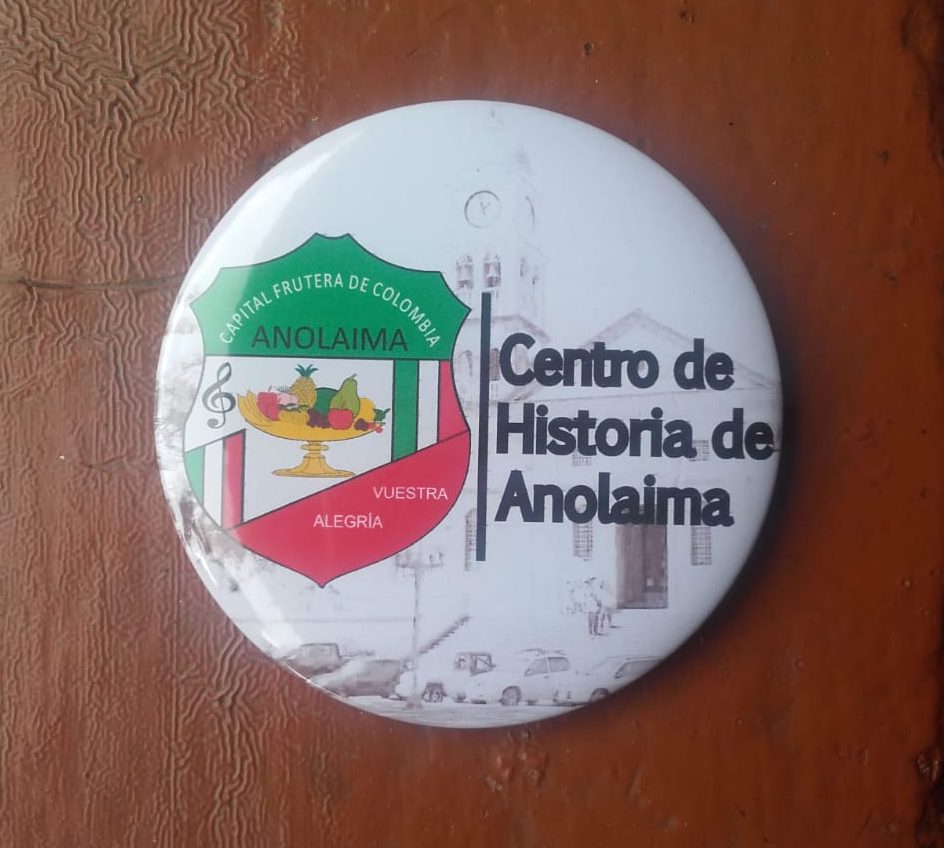 CAPITAL FRUTERA DE COLOMBIA
ANOLAIMA
VUESTRA
ALEGRÍA
Centro de
Historia de
Anolaima